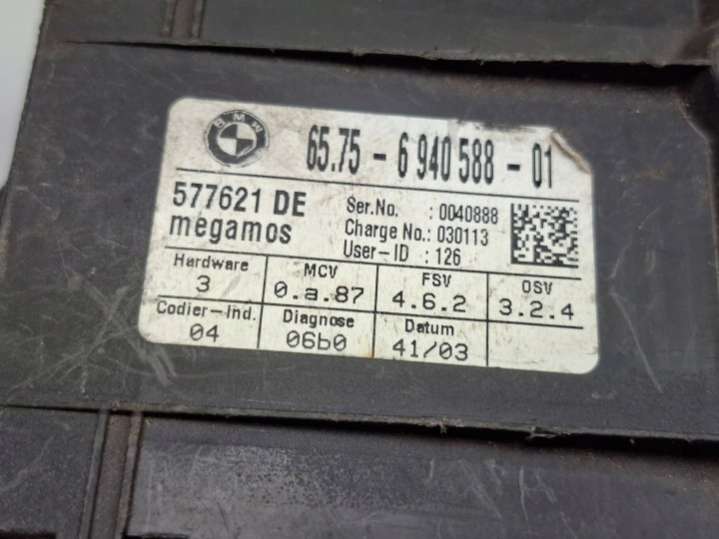 BMW
65.75 - 6 940 588 - 01
577621 DE
megamos
Ser.No. : 0040888
Charge No.: 030113
User-ID : 126
Hardware
3
MCV
0.a.87
FSV
4.6.2
OSV
3.2.4
Codier-Ind.
04
Diagnose
06b0
Datum
41/03